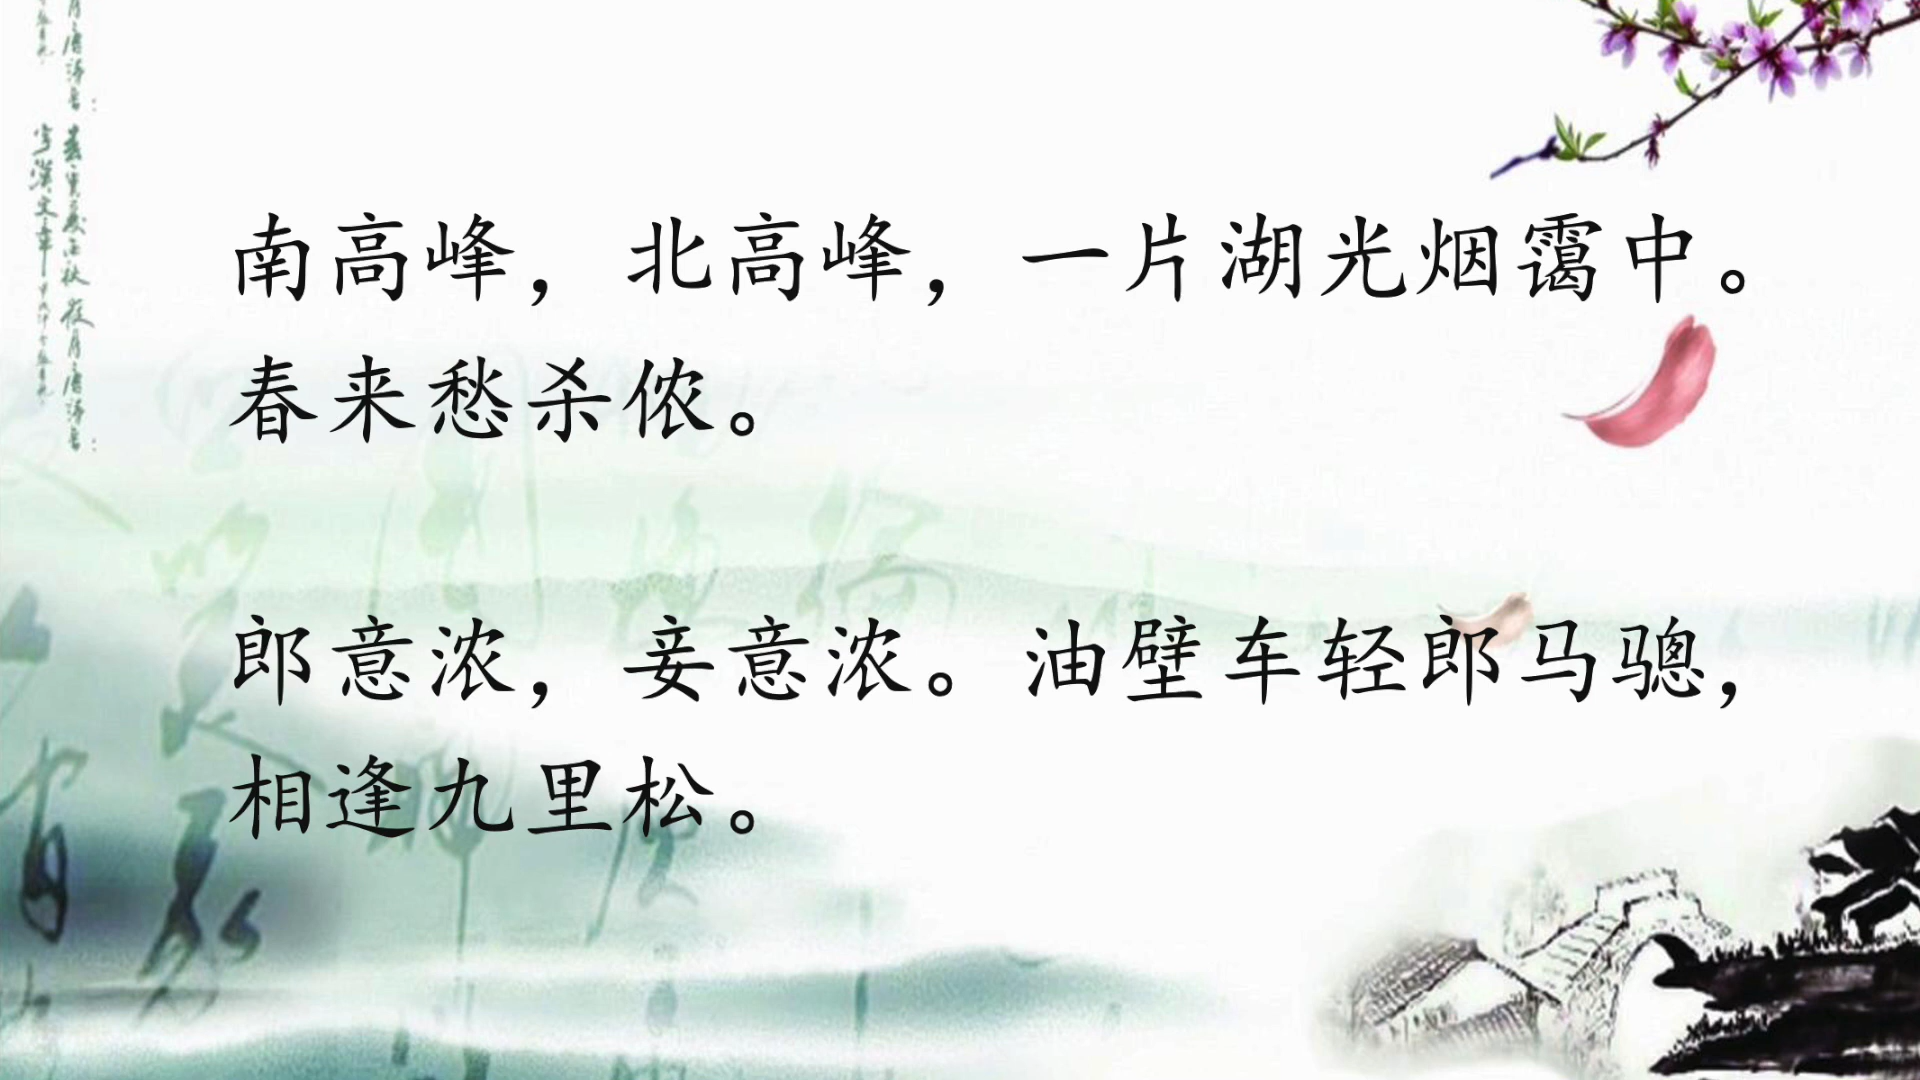 南高峰，北高峰，一片湖光烟霭中。
春来愁杀侬。
郎意浓，妾意浓。油壁车轻郎马骢，
相逢九里松。